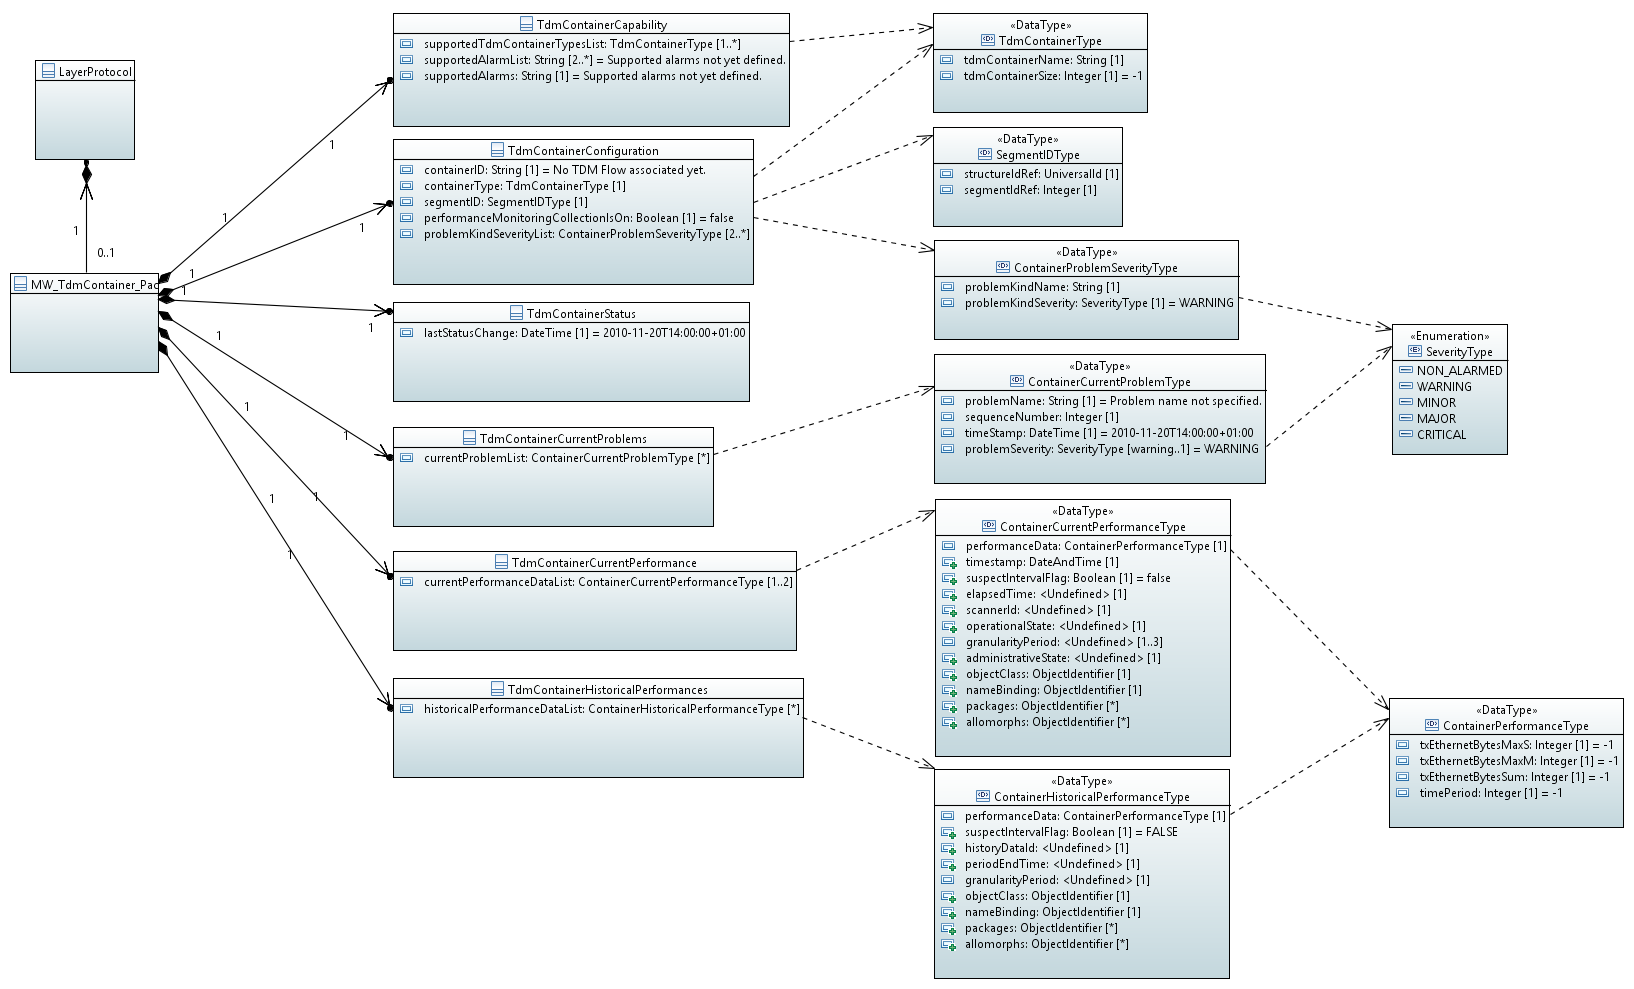 LayerProtocol
1
0..1
MW_TdmContainer_Pac
TdmContainerCapability
supportedTdmContainerTypesList: TdmContainerType [1..*]
supportedAlarmList: String [2..*] = Supported alarms not yet defined.
supportedAlarms: String [1] = Supported alarms not yet defined.
1
1
TdmContainerConfiguration
containerID: String [1] = No TDM Flow associated yet.
containerType: TdmContainerType [1]
segmentID: SegmentIDType [1]
performanceMonitoringCollectionIsOn: Boolean [1] = false
problemKindSeverityList: ContainerProblemSeverityType [2..*]
1
1
TdmContainerStatus
lastStatusChange: DateTime [1] = 2010-11-20T14:00:00+01:00
1
1
TdmContainerCurrentProblems
currentProblemList: ContainerCurrentProblemType [*]
1
1
TdmContainerCurrentPerformance
currentPerformanceDataList: ContainerCurrentPerformanceType [1..2]
1
1
TdmContainerHistoricalPerformances
historicalPerformanceDataList: ContainerHistoricalPerformanceType [*]
1
1
«DataType»
TdmContainerType
tdmContainerName: String [1]
tdmContainerSize: Integer [1] = -1
«DataType»
SegmentIDType
structureIdRef: UniversalId [1]
segmentIdRef: Integer [1]
«DataType»
ContainerProblemSeverityType
problemKindName: String [1]
problemKindSeverity: SeverityType [1] = WARNING
«DataType»
ContainerCurrentProblemType
problemName: String [1] = Problem name not specified.
sequenceNumber: Integer [1]
timeStamp: DateTime [1] = 2010-11-20T14:00:00+01:00
problemSeverity: SeverityType [warning..1] = WARNING
«Enumeration»
SeverityType
NON_ALARMED
WARNING
MINOR
MAJOR
CRITICAL
«DataType»
ContainerCurrentPerformanceType
performanceData: ContainerPerformanceType [1]
timestamp: DateAndTime [1]
suspectIntervalFlag: Boolean [1] = false
elapsedTime: <Undefined> [1]
scannerId: <Undefined> [1]
operationalState: <Undefined> [1]
granularityPeriod: <Undefined> [1..3]
administrativeState: <Undefined> [1]
objectClass: ObjectIdentifier [1]
nameBinding: ObjectIdentifier [1]
packages: ObjectIdentifier [*]
allomorphs: ObjectIdentifier [*]
«DataType»
ContainerHistoricalPerformanceType
performanceData: ContainerPerformanceType [1]
suspectIntervalFlag: Boolean [1] = FALSE
historyDataId: <Undefined> [1]
periodEndTime: <Undefined> [1]
granularityPeriod: <Undefined> [1]
objectClass: ObjectIdentifier [1]
nameBinding: ObjectIdentifier [1]
packages: ObjectIdentifier [*]
allomorphs: ObjectIdentifier [*]
«DataType»
ContainerPerformanceType
txEthernetBytesMaxS: Integer [1] = -1
txEthernetBytesMaxM: Integer [1] = -1
txEthernetBytesSum: Integer [1] = -1
timePeriod: Integer [1] = -1